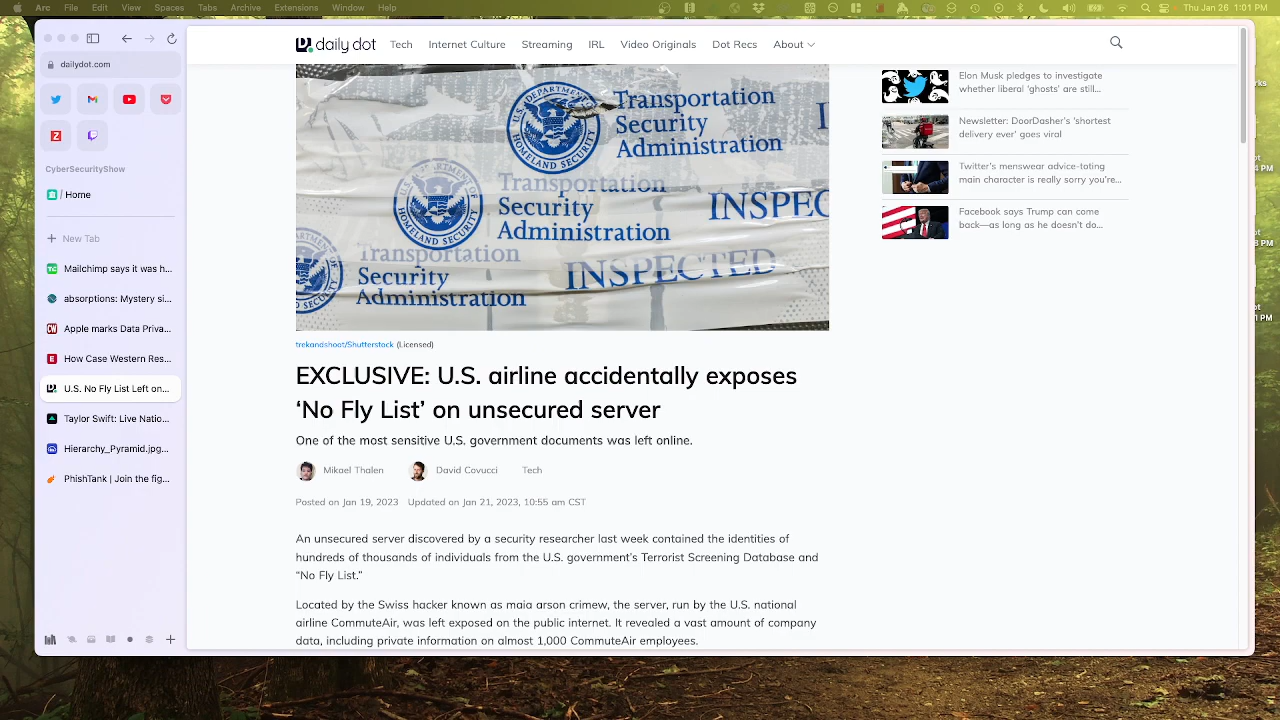 Arc File Edit View Spaces Tabs Archive Extensions Window Help
Thu Jan 26 1:01 PM
dailydot.com
CyberSecurityShow
/ Home
New Tab
Mailchimp says it was h...
abstractions: Mystery si...
Apple marks Data Priva...
How Case Western Res...
U.S. No Fly List Left on...
Taylor Swift: Live Natio...
Hierarchy_Pyramid.jpg...
PhishTank | Join the fig...
daily dot
Tech Internet Culture Streaming IRL Video Originals Dot Recs About
Transportation
Security
Administration
Transportation
Security
Administration
INSPEC
Transportation
Security
Administration
INSPECTED
trekandshoot/Shutterstock (Licensed)
EXCLUSIVE: U.S. airline accidentally exposes
‘No Fly List’ on unsecured server
One of the most sensitive U.S. government documents was left online.
Mikael Thalen David Covucci Tech
Posted on Jan 19, 2023 Updated on Jan 21, 2023, 10:55 am CST
An unsecured server discovered by a security researcher last week contained the identities of
hundreds of thousands of individuals from the U.S. government’s Terrorist Screening Database and
“No Fly List.”
Located by the Swiss hacker known as maia arson crimew, the server, run by the U.S. national
airline CommuteAir, was left exposed on the public internet. It revealed a vast amount of company
data, including private information on almost 1,000 CommuteAir employees.
Elon Musk pledges to investigate
whether liberal ‘ghosts’ are still...
Newsletter: DoorDasher’s ‘shortest
delivery ever’ goes viral
Twitter’s menswear advice-toting
main character is really sorry you’re...
Facebook says Trump can come
back—as long as he doesn’t do...